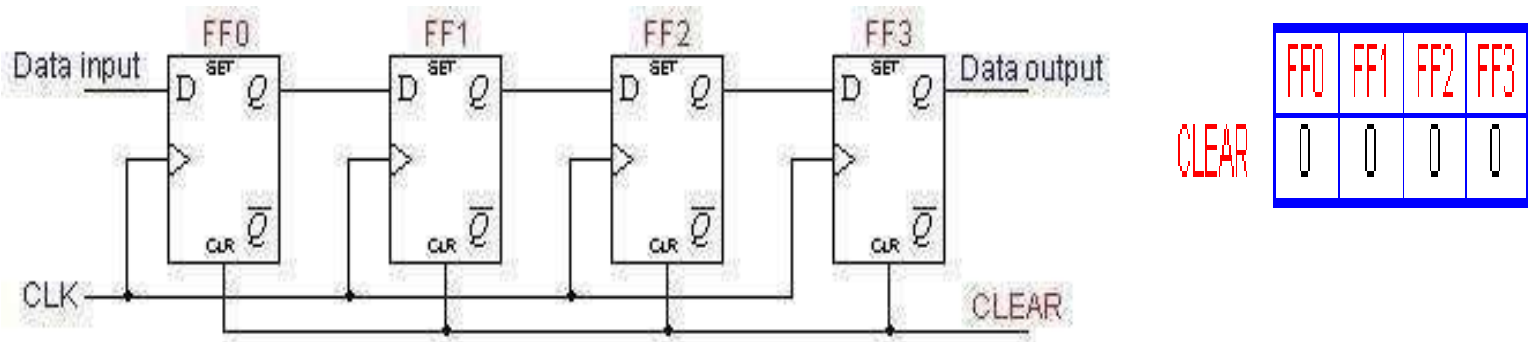 FF0 FF1 FF2 FF3
Data input
SET SET SET SET
D Q D Q D Q D Q
Data output
Q Q Q Q
CLR CLR CLR CLR
CLK
CLEAR
FF0 FF1 FF2 FF3
CLEAR 0 0 0 0